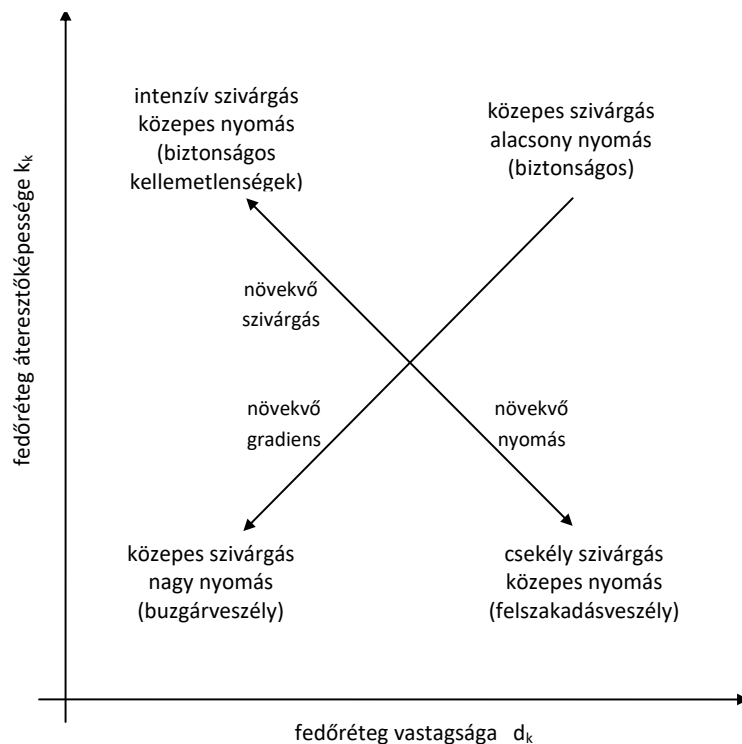 intenzív szivárgás
közepes nyomás
(biztonságos
kellemetlenségek)
közepes szivárgás
alacsony nyomás
(biztonságos)
fedőréteg áteresztőképessége kₖ
növekvő
szivárgás
növekvő
gradiens
növekvő
nyomás
közepes szivárgás
nagy nyomás
(buzgárveszély)
csekély szivárgás
közepes nyomás
(felszakadásveszély)
fedőréteg vastagsága dₖ